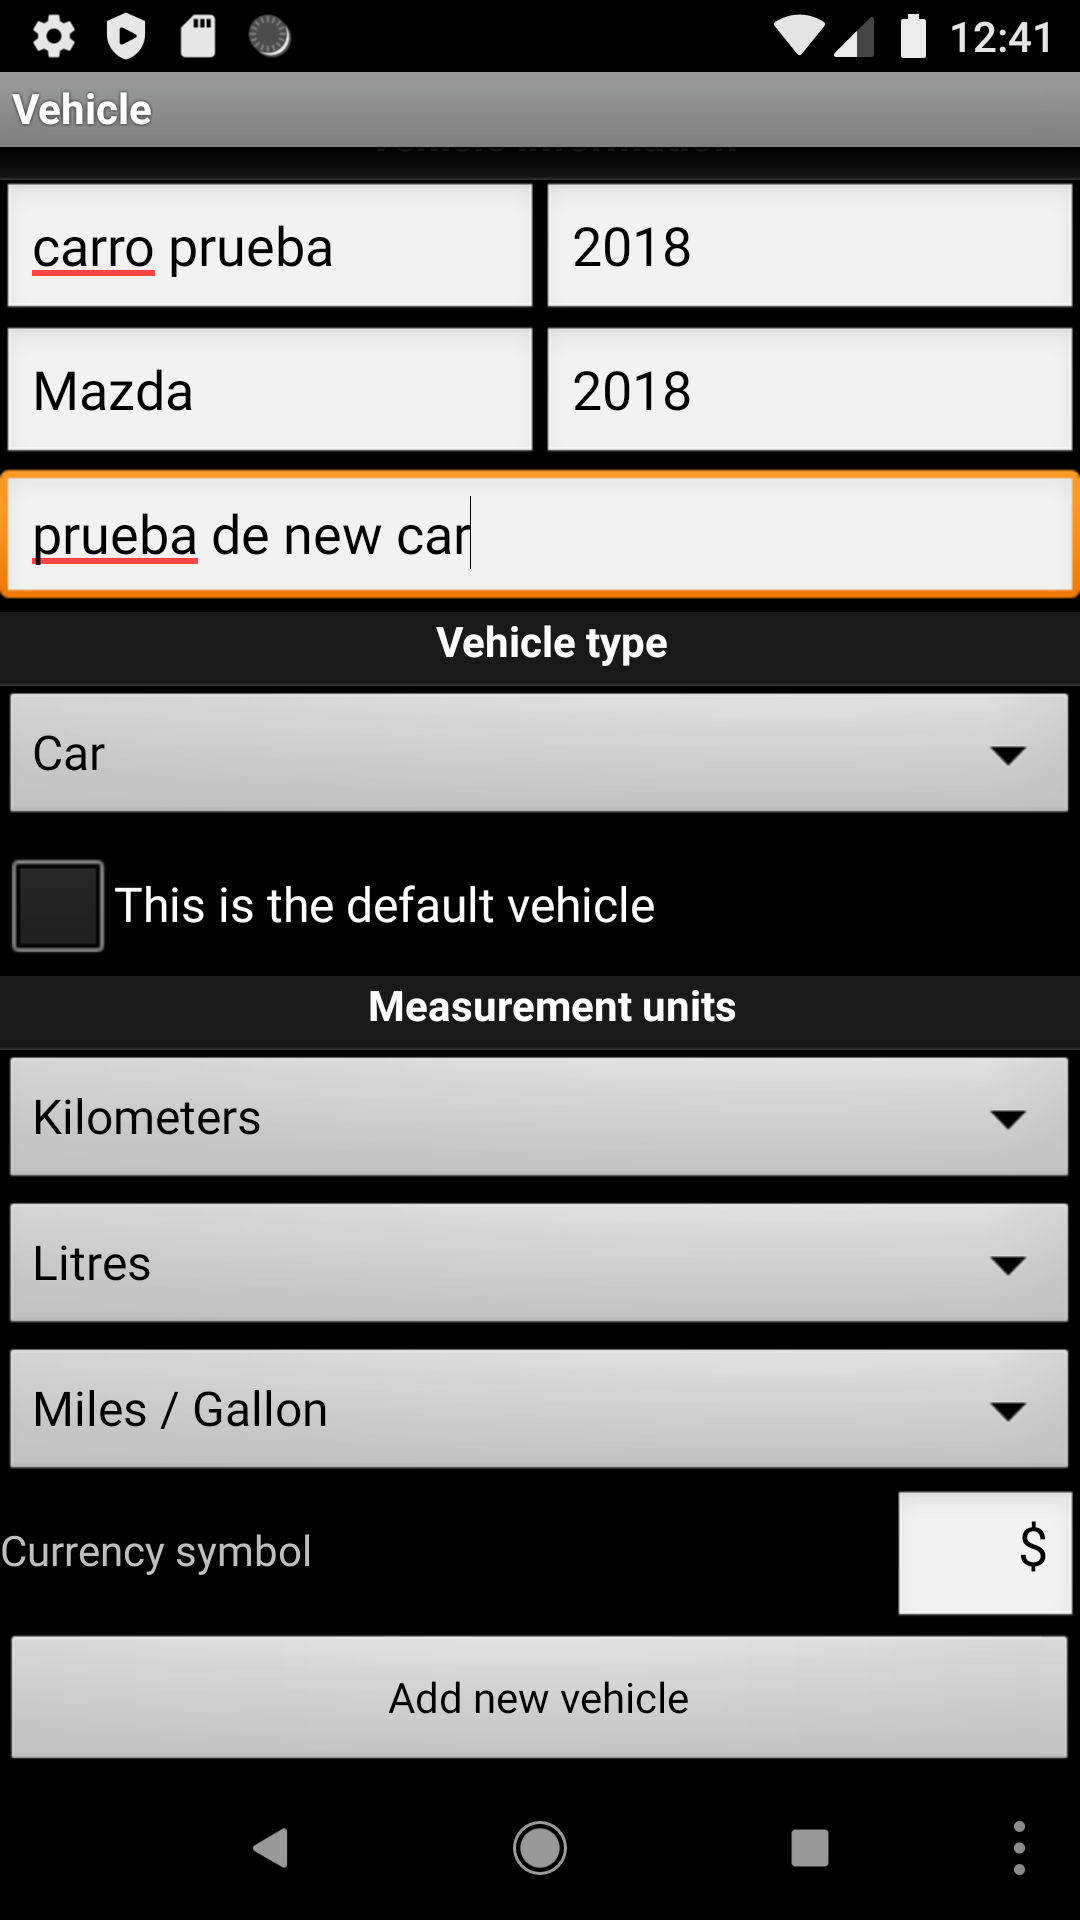 12:41
Vehicle
carro prueba
2018
Mazda
2018
prueba de new car
Vehicle type
Car
This is the default vehicle
Measurement units
Kilometers
Litres
Miles / Gallon
Currency symbol
$
Add new vehicle